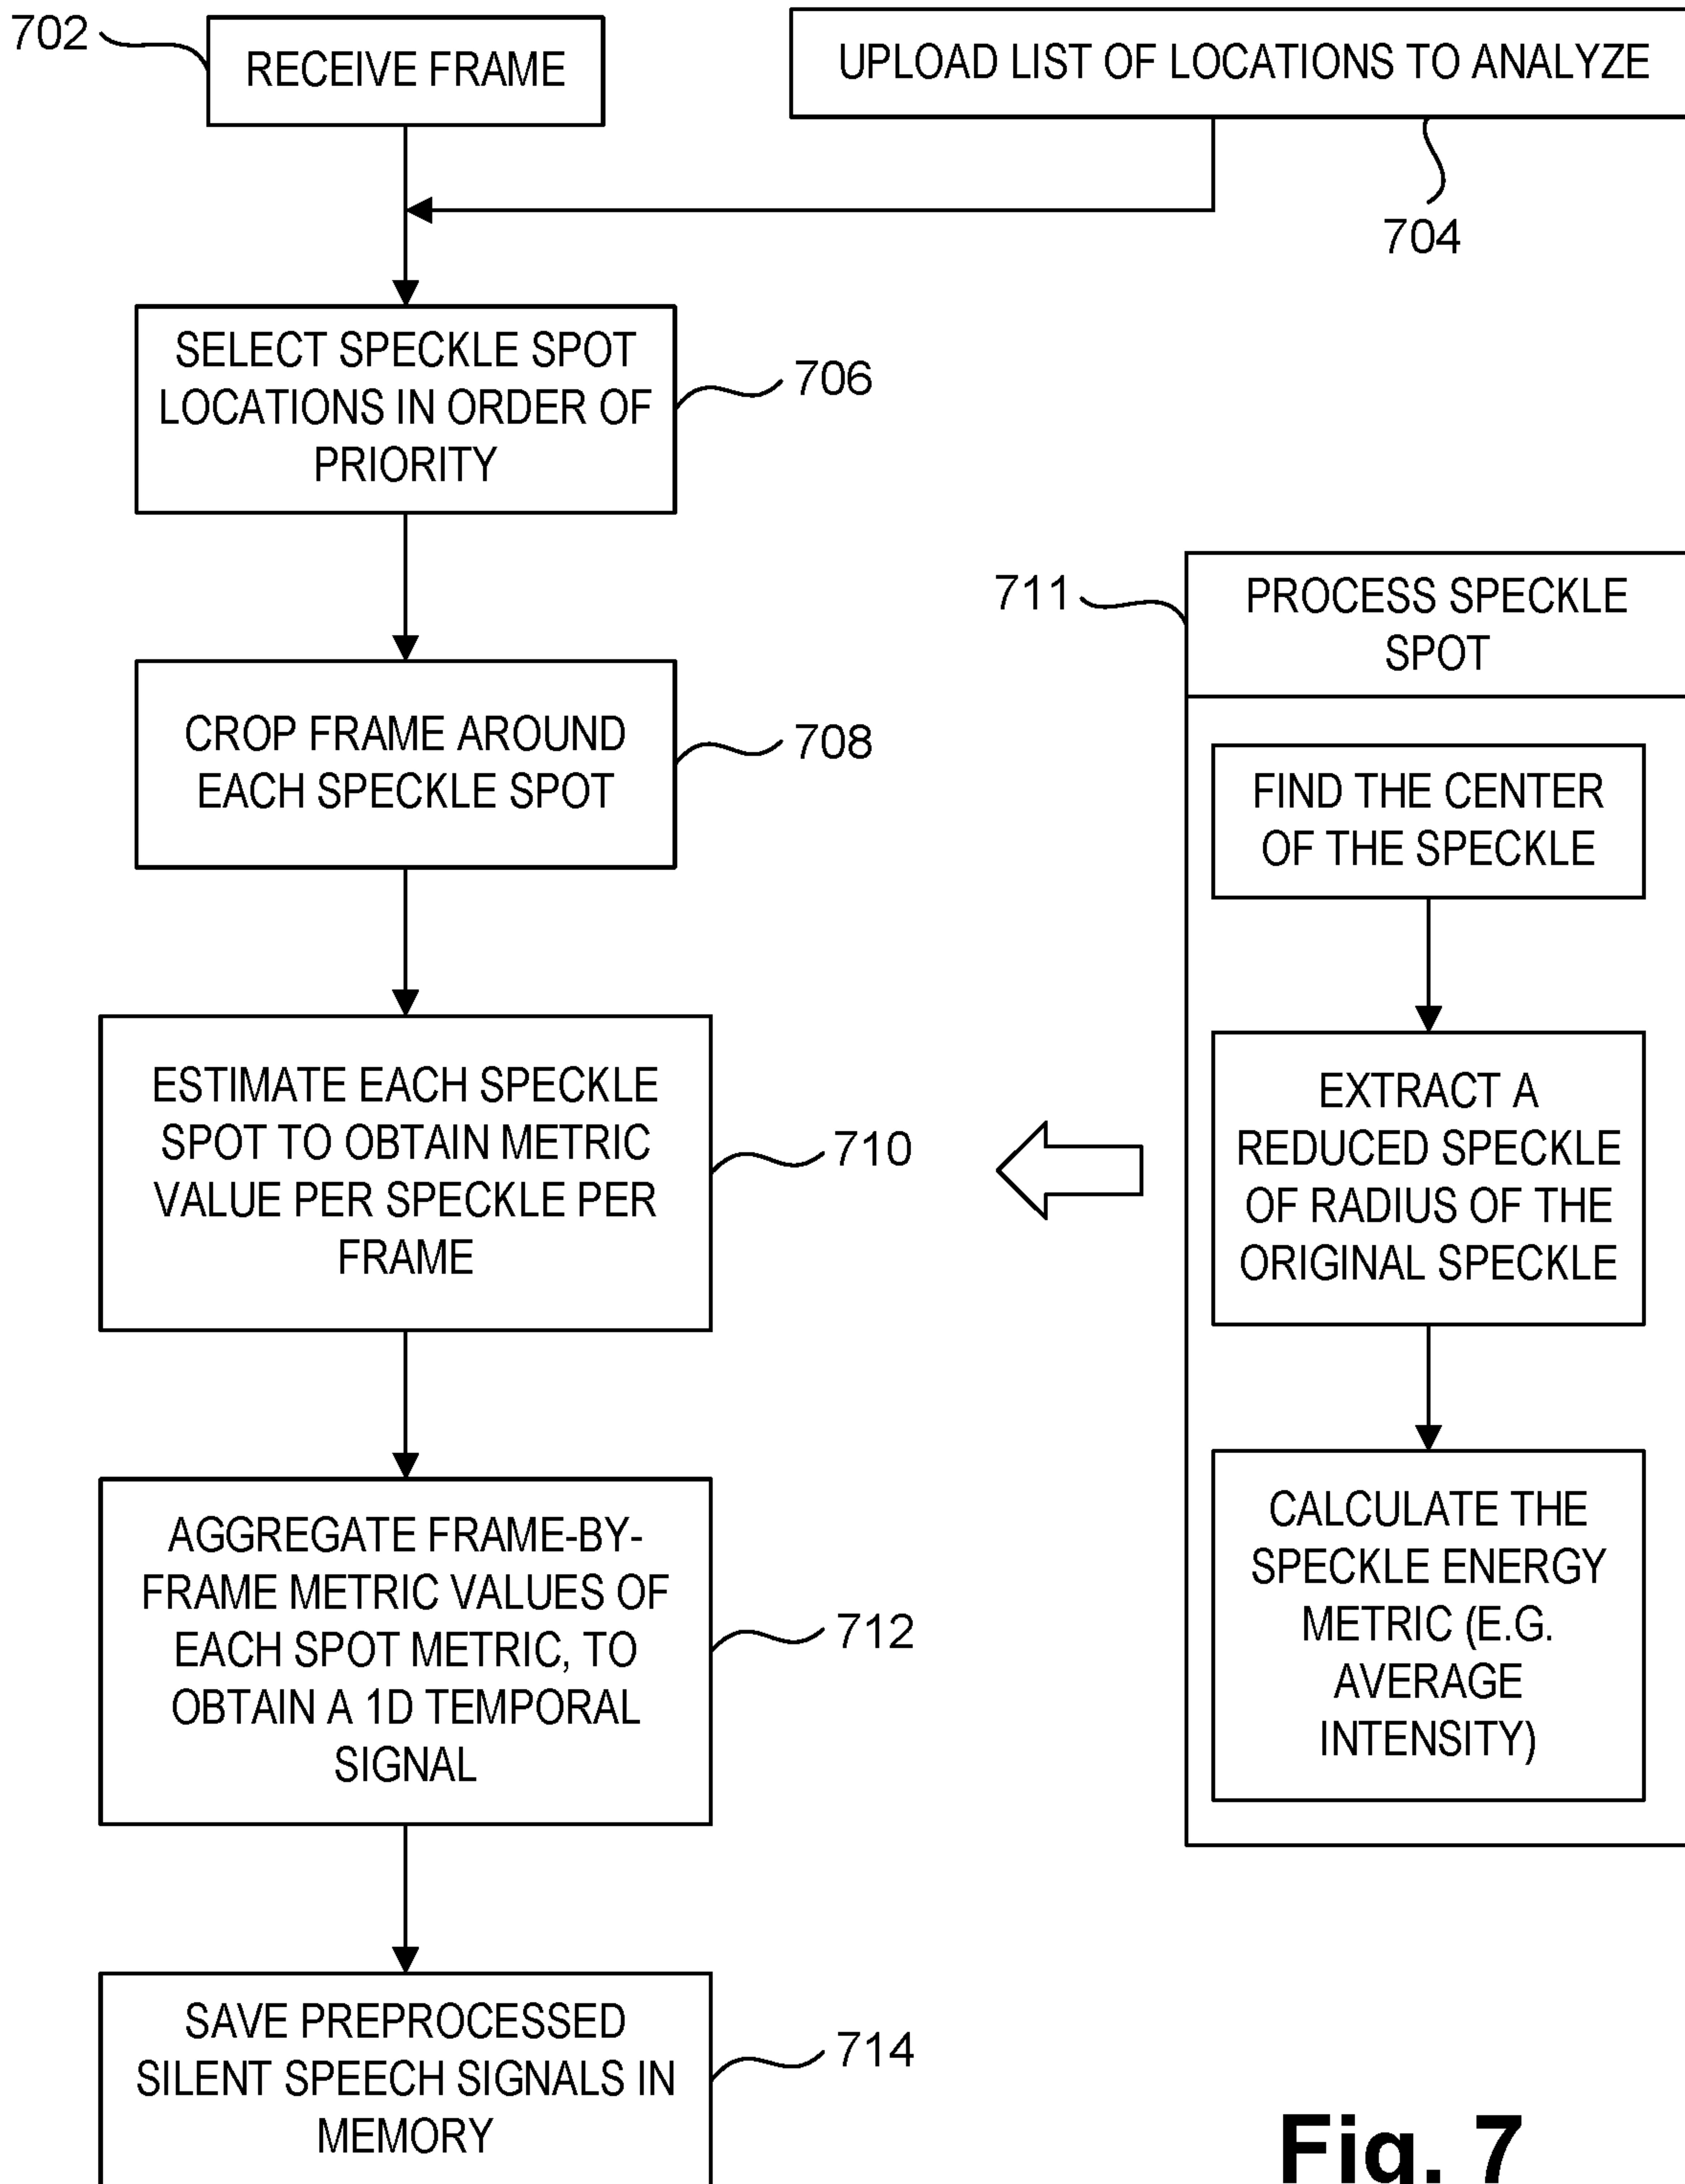 702
RECEIVE FRAME
UPLOAD LIST OF LOCATIONS TO ANALYZE
704
SELECT SPECKLE SPOT
LOCATIONS IN ORDER OF
PRIORITY
706
711
PROCESS SPECKLE
SPOT
CROP FRAME AROUND
EACH SPECKLE SPOT
708
FIND THE CENTER
OF THE SPECKLE
ESTIMATE EACH SPECKLE
SPOT TO OBTAIN METRIC
VALUE PER SPECKLE PER
FRAME
710
EXTRACT A
REDUCED SPECKLE
OF RADIUS OF THE
ORIGINAL SPECKLE
AGGREGATE FRAME-BY-
FRAME METRIC VALUES OF
EACH SPOT METRIC, TO
OBTAIN A 1D TEMPORAL
SIGNAL
712
CALCULATE THE
SPECKLE ENERGY
METRIC (E.G.
AVERAGE
INTENSITY)
SAVE PREPROCESSED
SILENT SPEECH SIGNALS IN
MEMORY
714
Fig. 7